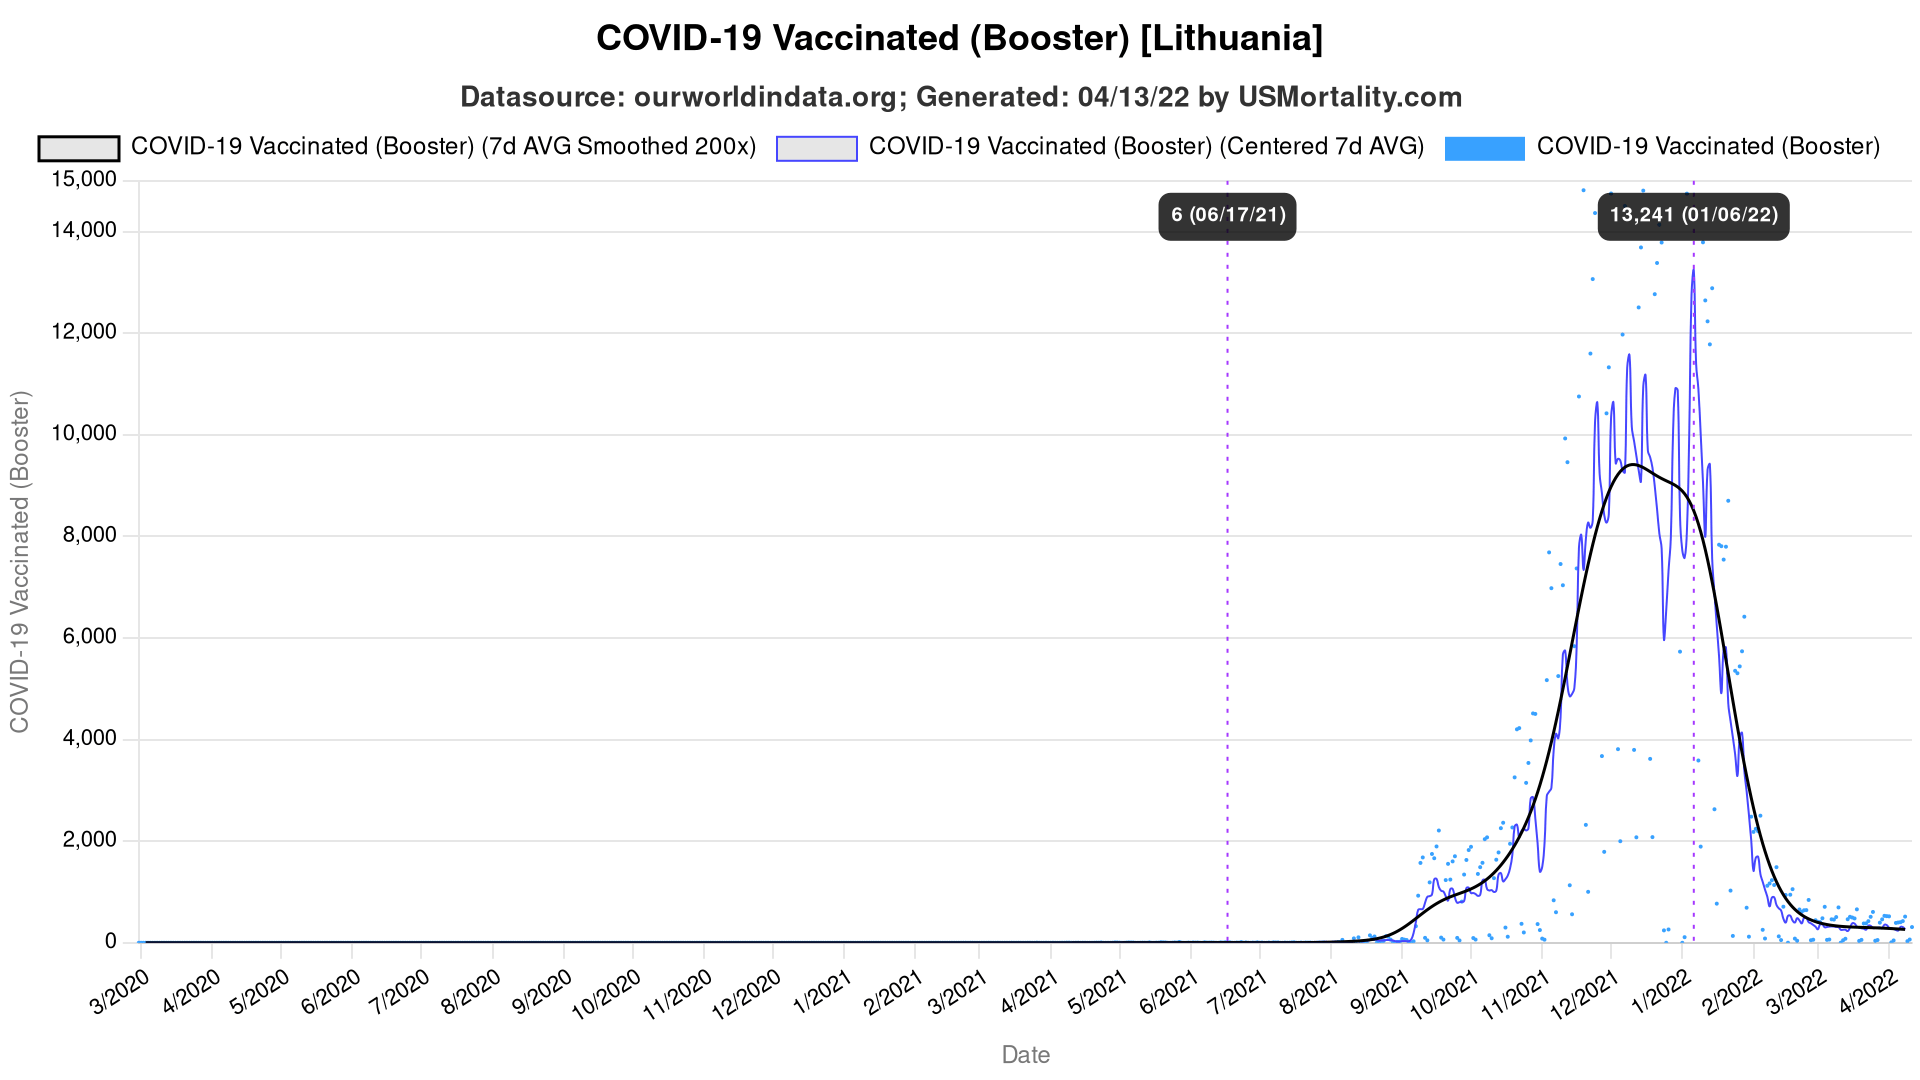 COVID-19 Vaccinated (Booster) [Lithuania]
Datasource: ourworldindata.org; Generated: 04/13/22 by USMortality.com
COVID-19 Vaccinated (Booster) (7d AVG Smoothed 200x) COVID-19 Vaccinated (Booster) (Centered 7d AVG) COVID-19 Vaccinated (Booster)
15,000
14,000
12,000
10,000
8,000
6,000
4,000
2,000
0
COVID-19 Vaccinated (Booster)
6 (06/17/21) 13,241 (01/06/22)
3/2020 4/2020 5/2020 6/2020 7/2020 8/2020 9/2020 10/2020 11/2020 12/2020 1/2021 2/2021 3/2021 4/2021 5/2021 6/2021 7/2021 8/2021 9/2021 10/2021 11/2021 12/2021 1/2022 2/2022 3/2022 4/2022
Date